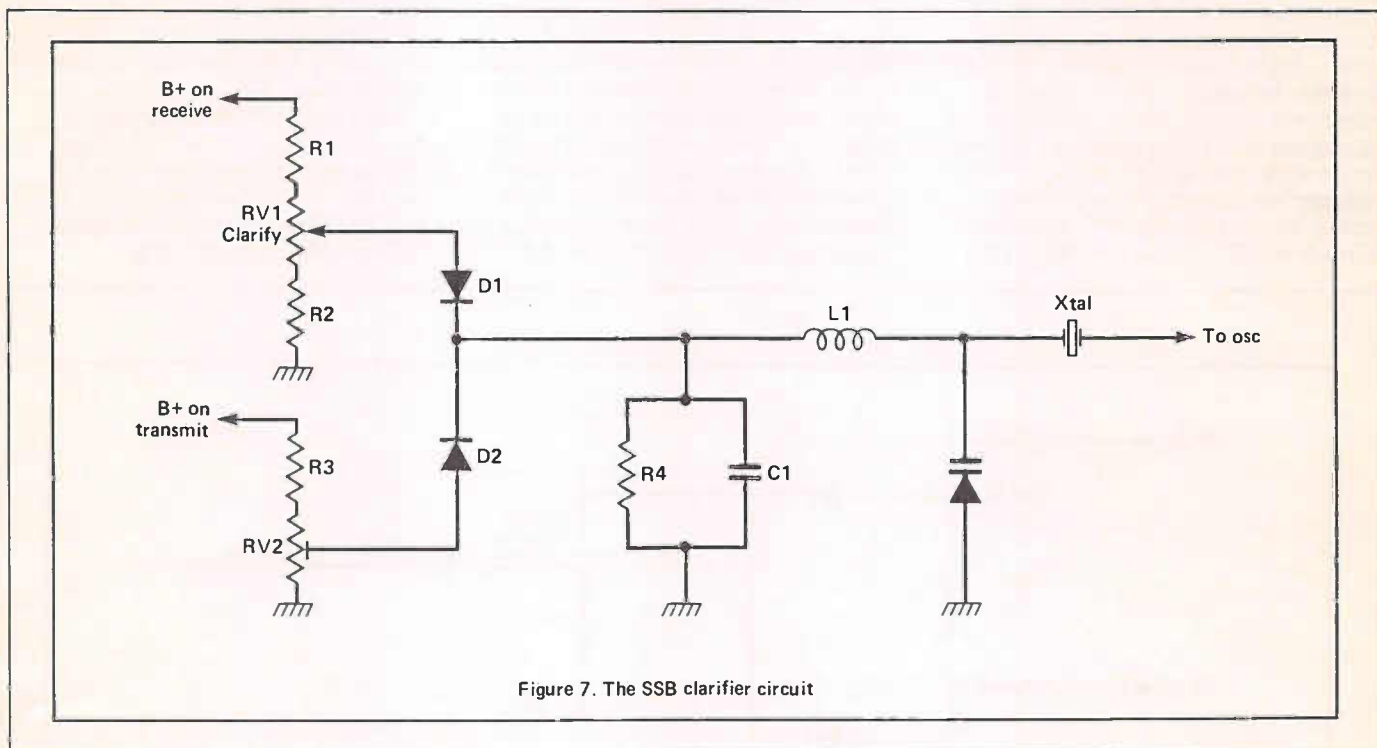 B+ on
receive
R1
RV1
Clarify
R2
D1
B+ on
transmit
R3
RV2
D2
R4
C1
L1
Xtal
To osc
Figure 7. The SSB clarifier circuit